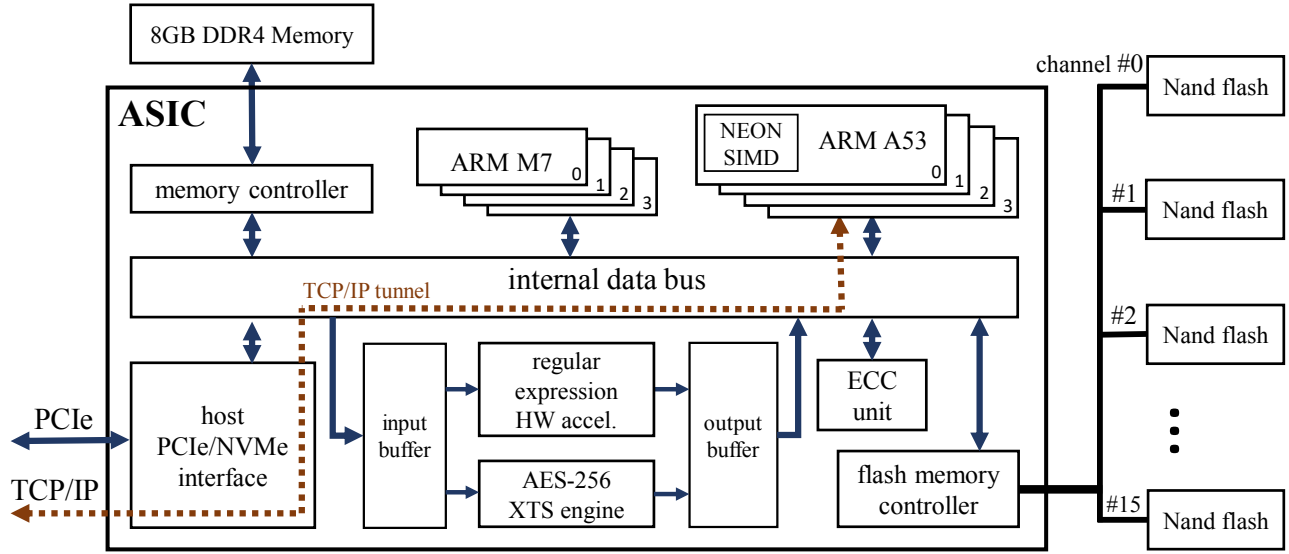 8GB DDR4 Memory
channel #0
Nand flash
ASIC
NEON
SIMD
ARM A53
0
1
2
3
ARM M7
0
1
2
3
memory controller
#1
Nand flash
internal data bus
TCP/IP tunnel
#2
Nand flash
regular
expression
HW accel.
ECC
unit
PCIe
host
PCIe/NVMe
interface
input
buffer
output
buffer
TCP/IP
AES-256
XTS engine
flash memory
controller
#15
Nand flash